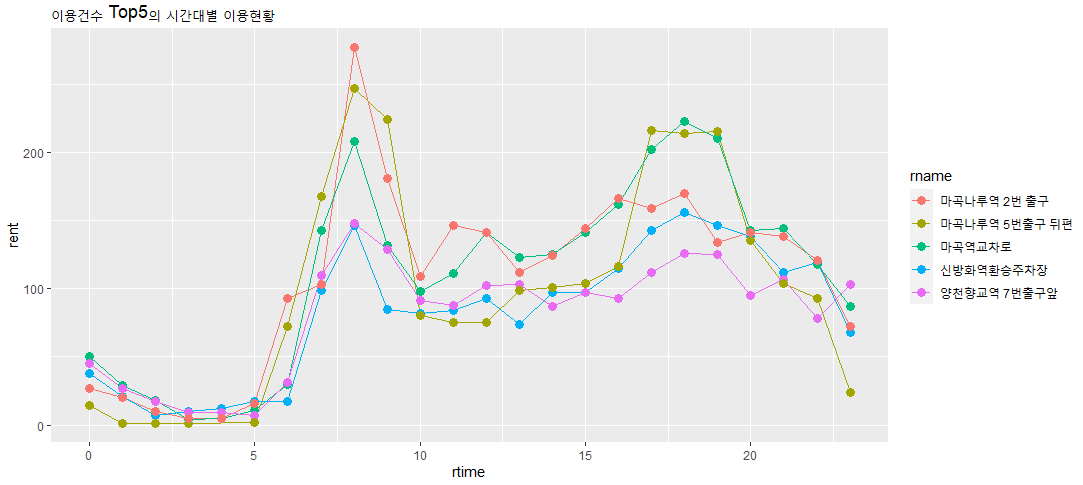 이용건수 Top5의 시간대별 이용현황
rent
200
100
0
0 5 10 15 20
rtime
rname
마곡나루역 2번 출구
마곡나루역 5번출구 뒤편
마곡역교차로
신방화역환승주차장
양천향교역 7번출구앞